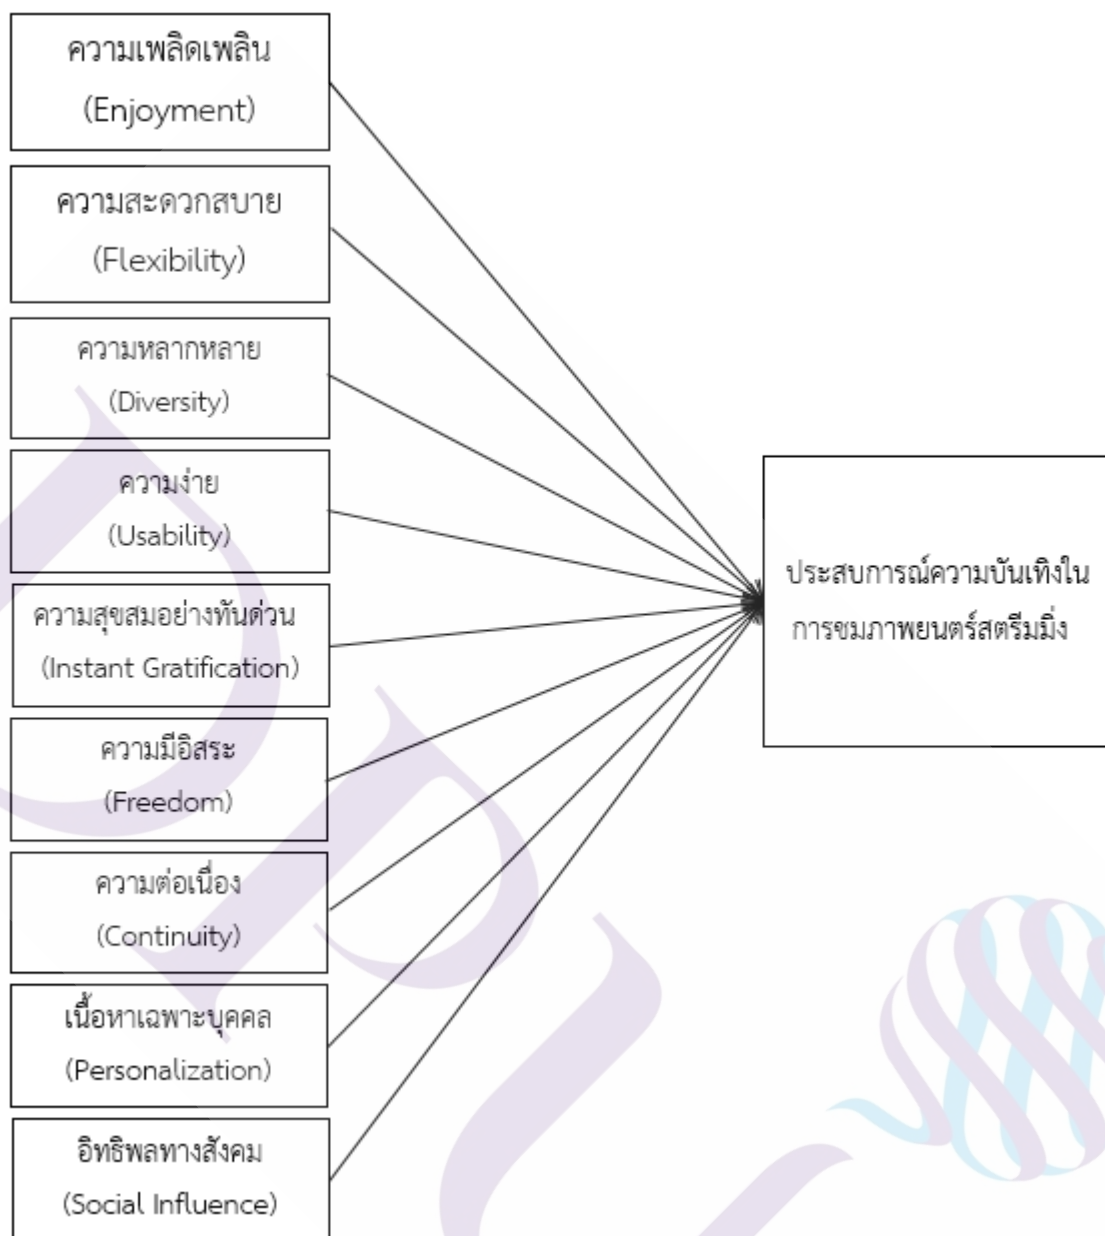 ความเพลิดเพลิน
(Enjoyment)
ความสะดวกสบาย
(Flexibility)
ความหลากหลาย
(Diversity)
ความง่าย
(Usability)
ความสุขสมอย่างทันด่วน
(Instant Gratification)
ความมีอิสระ
(Freedom)
ความต่อเนื่อง
(Continuity)
เนื้อหาเฉพาะบุคคล
(Personalization)
อิทธิพลทางสังคม
(Social Influence)
ประสบการณ์ความบันเทิงใน
การชมภาพยนตร์สตรีมมิ่ง
DPU